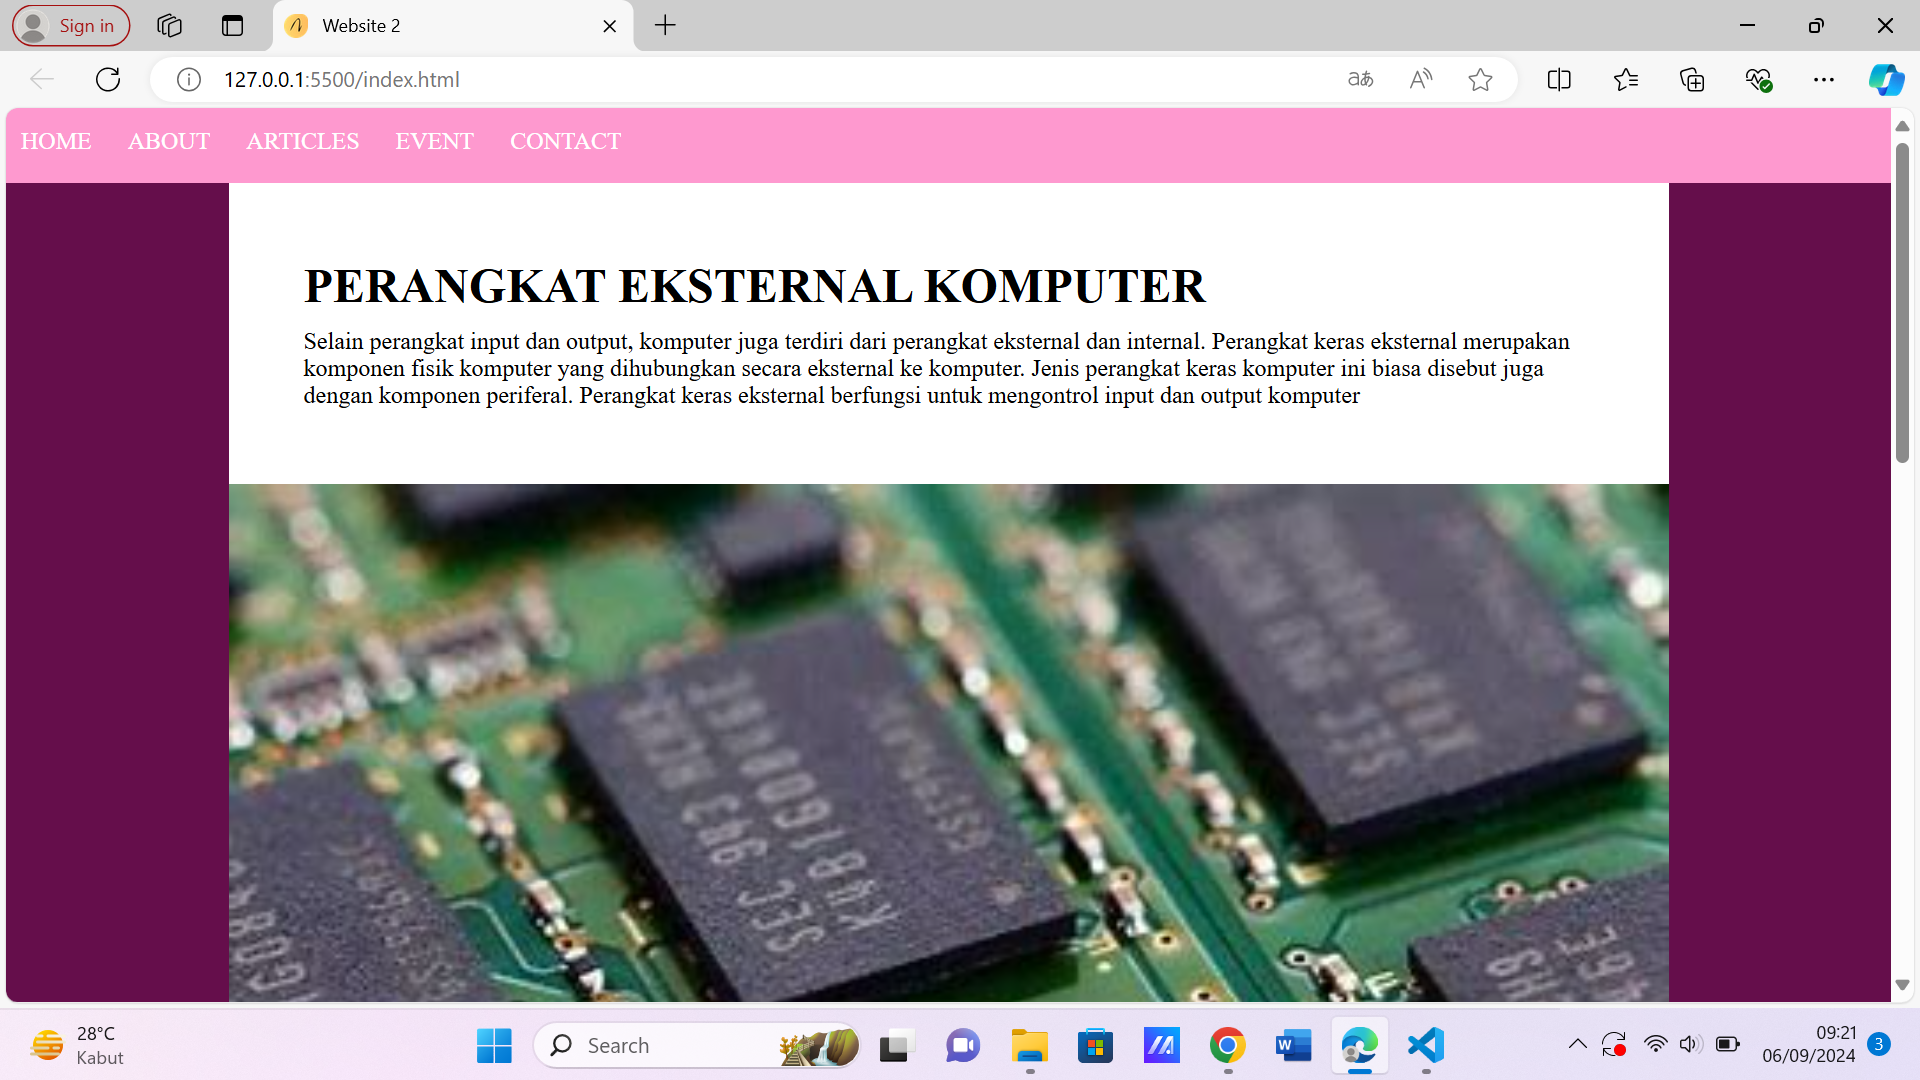 Sign in
Website 2
127.0.0.1:5500/index.html
HOME ABOUT ARTICLES EVENT CONTACT
PERANGKAT EKSTERNAL KOMPUTER
Selain perangkat input dan output, komputer juga terdiri dari perangkat eksternal dan internal. Perangkat keras eksternal merupakan
komponen fisik komputer yang dihubungkan secara eksternal ke komputer. Jenis perangkat keras komputer ini biasa disebut juga
dengan komponen periferal. Perangkat keras eksternal berfungsi untuk mengontrol input dan output komputer
28°C
Kabut
Search
09:21
06/09/2024
3